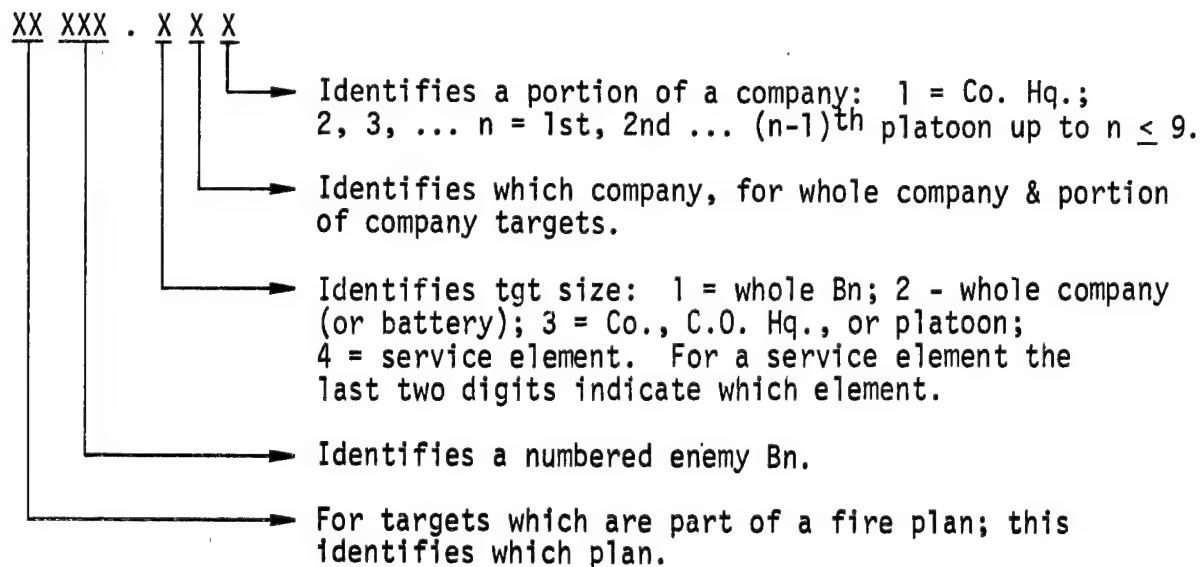 XX XXX . X X X
Identifies a portion of a company: 1 = Co. Hq.;
2, 3, ... n = 1st, 2nd ... (n-1)th platoon up to n ≤ 9.
Identifies which company, for whole company & portion
of company targets.
Identifies tgt size: 1 = whole Bn; 2 - whole company
(or battery); 3 = Co., C.O. Hq., or platoon;
4 = service element. For a service element the
last two digits indicate which element.
Identifies a numbered enemy Bn.
For targets which are part of a fire plan; this
identifies which plan.